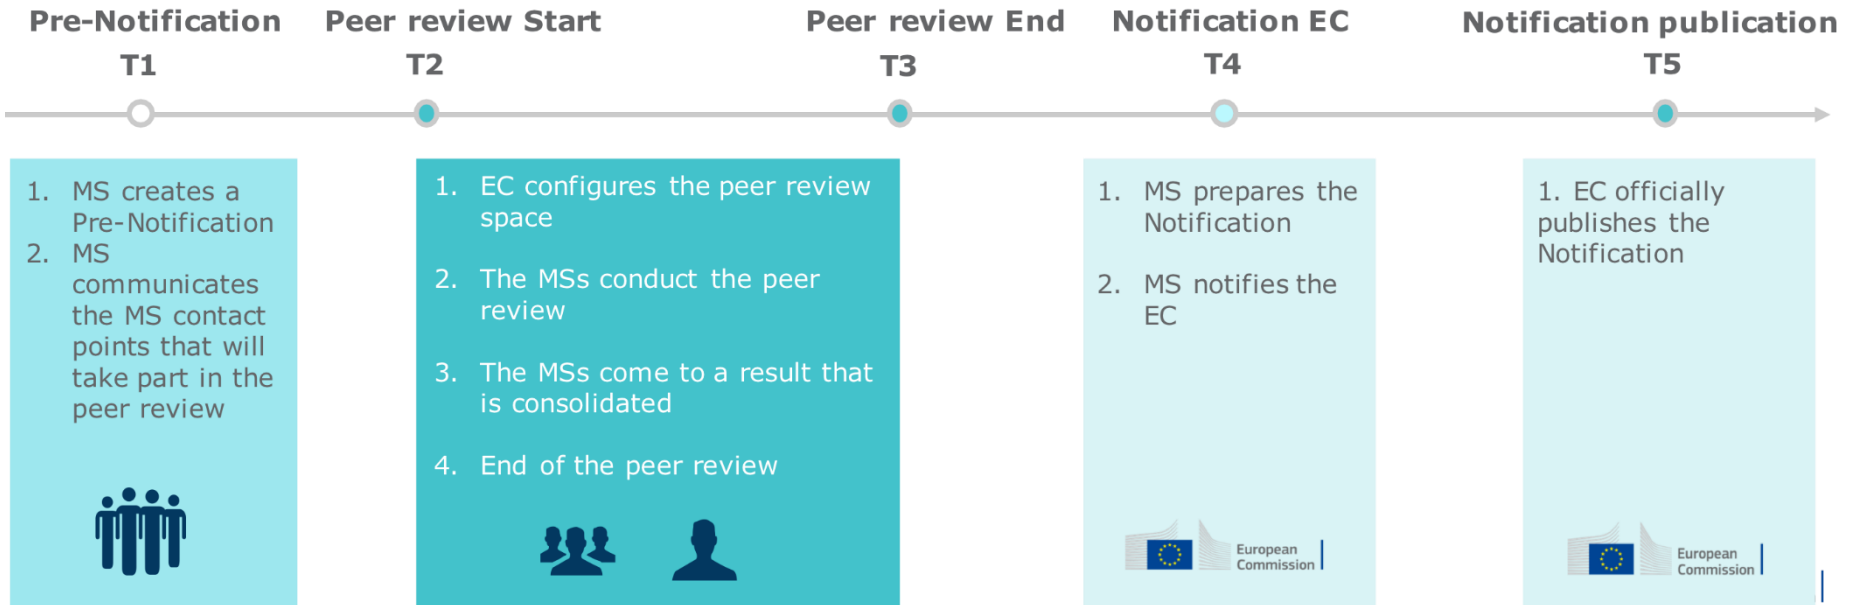 Pre-Notification
T1
Peer review Start
T2
Peer review End
T3
Notification EC
T4
Notification publication
T5
1. MS creates a
Pre-Notification
2. MS
communicates
the MS contact
points that will
take part in the
peer review
1. EC configures the peer review
space
2. The MSs conduct the peer
review
3. The MSs come to a result that
is consolidated
4. End of the peer review
1. MS prepares the
Notification
2. MS notifies the
EC
European
Commission
1. EC officially
publishes the
Notification
European
Commission